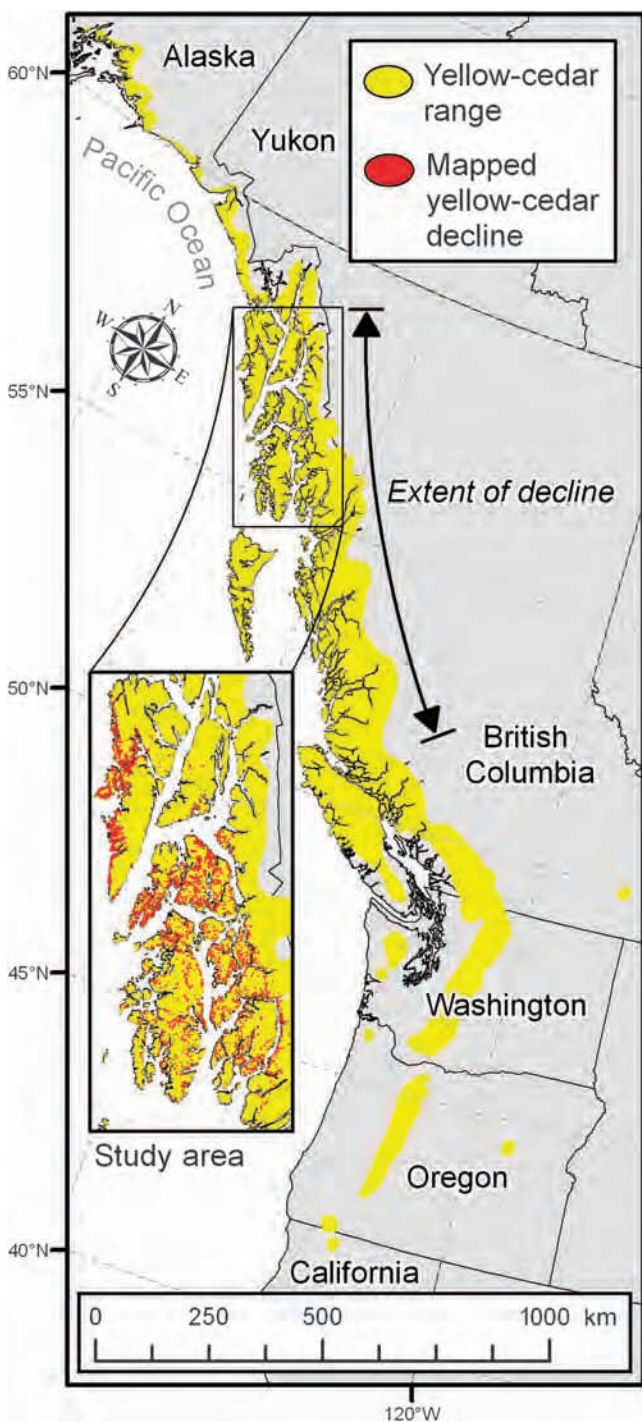 60°N
55°N
50°N
45°N
40°N
Alaska
Yukon
Pacific Ocean
Yellow-cedar
range
Mapped
yellow-cedar
decline
N
W
E
S
Extent of decline
British
Columbia
Washington
Study area
Oregon
California
0 250 500 1000 km
120°W